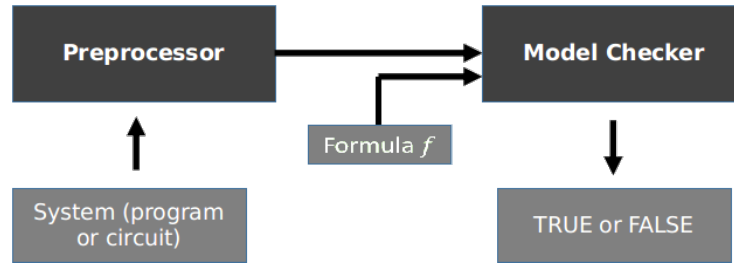 Preprocessor
Model Checker
Formula f
System (program
or circuit)
TRUE or FALSE